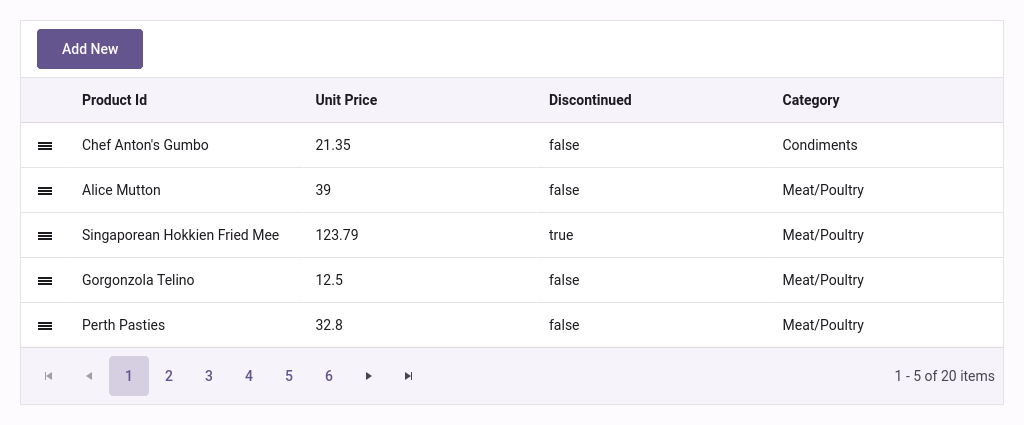 Add New
Product Id Unit Price Discontinued Category
Chef Anton's Gumbo 21.35 false Condiments
Alice Mutton 39 false Meat/Poultry
Singaporean Hokkien Fried Mee 123.79 true Meat/Poultry
Gorgonzola Telino 12.5 false Meat/Poultry
Perth Pasties 32.8 false Meat/Poultry
1 2 3 4 5 6 1 - 5 of 20 items